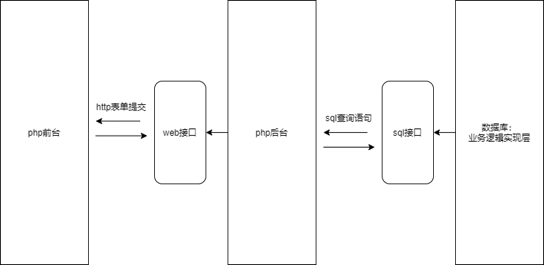 php前台
http表单提交
web接口
php后台
sql查询语句
sql接口
数据库：
业务逻辑实现层